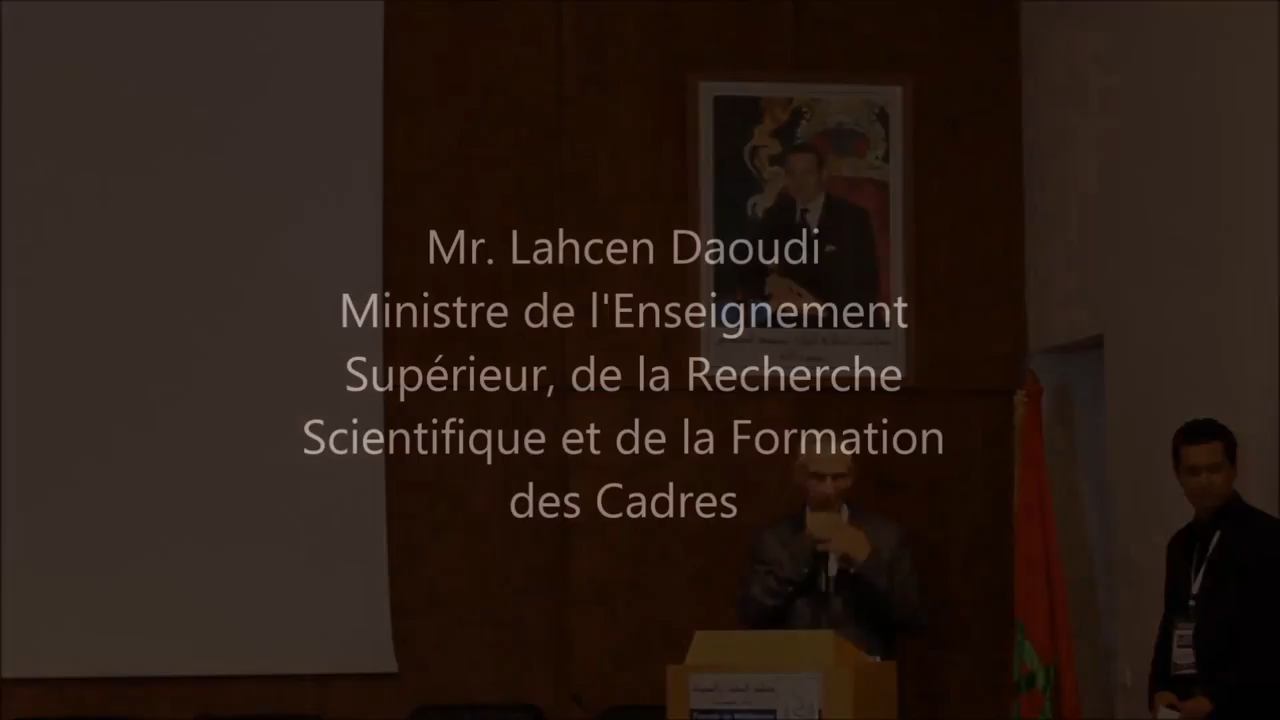 Mr. Lahcen Daoudi
Ministre de l'Enseignement
Supérieur, de la Recherche
Scientifique et de la Formation
des Cadres